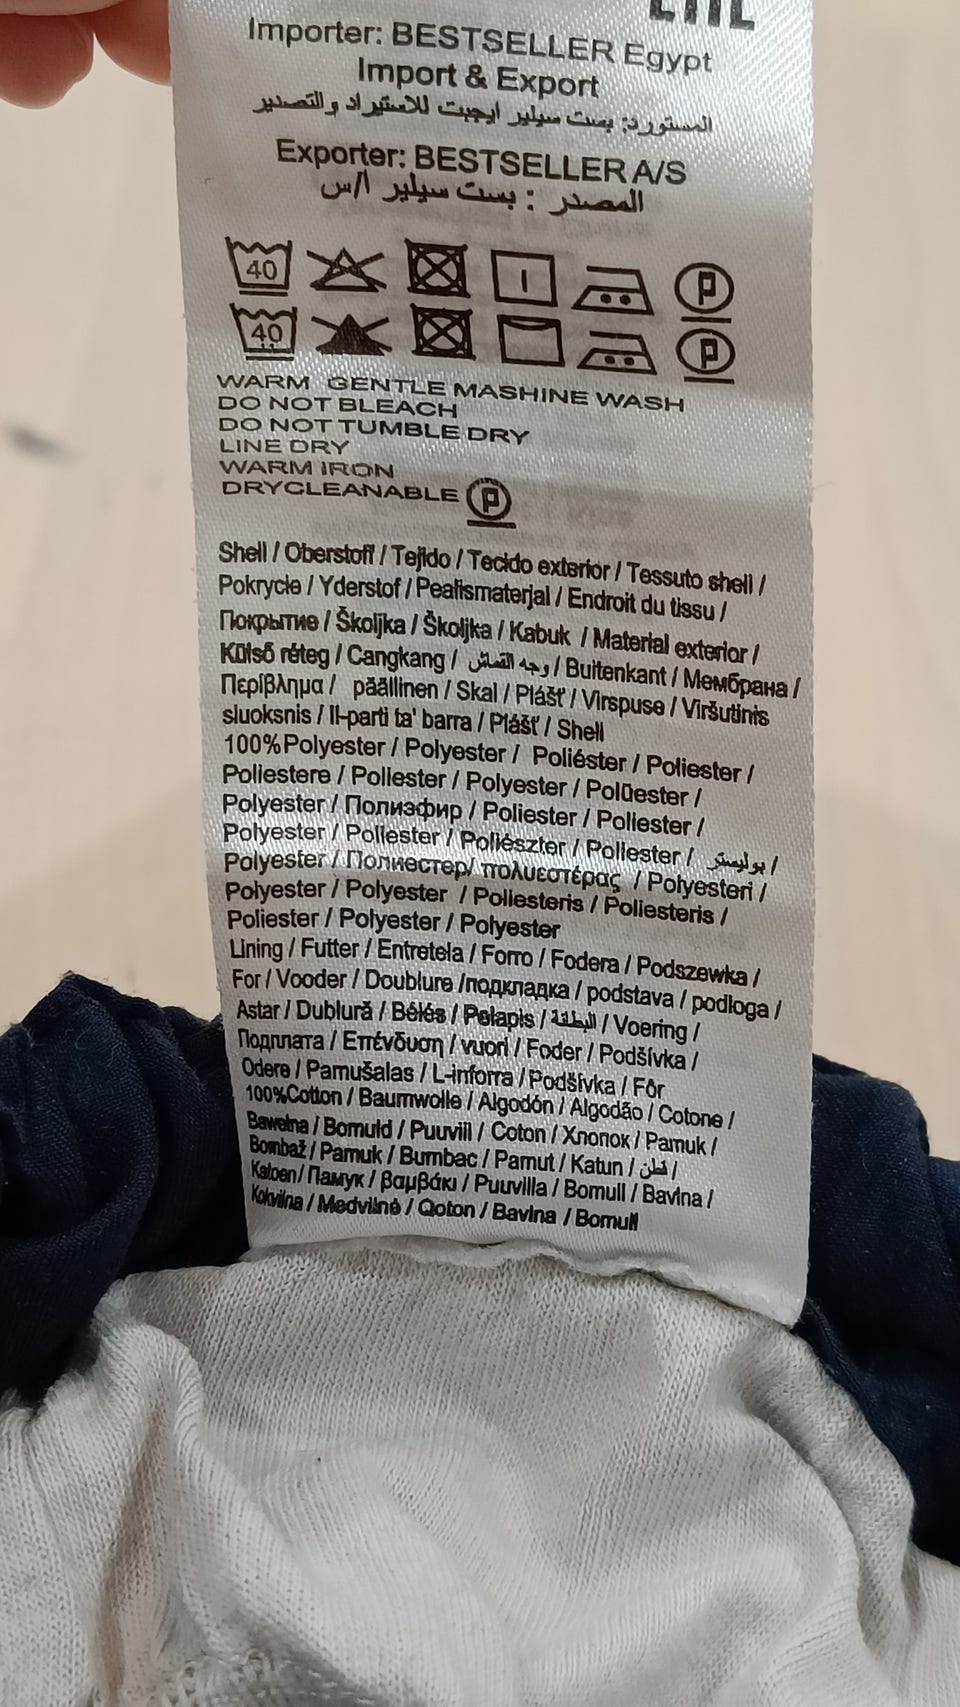 Importer: BESTSELLER Egypt
Import & Export
المستورد: بست سيلير ايجيبت للاستيراد والتصدير
Exporter: BESTSELLER A/S
المصدر : بست سيلير ا/س
40 P
40 P
WARM GENTLE MASHINE WASH
DO NOT BLEACH
DO NOT TUMBLE DRY
LINE DRY
WARM IRON
DRYCLEANABLE P
Shell / Oberstoff / Tejido / Tecido exterior / Tessuto shell /
Pokrycie / Yderstof / Pealismaterjal / Endroit du tissu /
Покрытие / Školjka / Školjka / Kabuk / Material exterior /
Külső réteg / Cangkang / وجه القماش / Buitenkant / Мембрана /
Περίβλημα / päällinen / Skal / Plášť / Virspuse / Viršutinis
sluoksnis / Il-parti ta' barra / Plášť / Shell
100%Polyester / Polyester / Poliéster / Poliester /
Poliestere / Poliester / Polyester / Polüester /
Polyester / Полиэфир / Poliester / Poliester /
Polyester / Poliester / Poliészter / Poliester / بوليستر /
Polyester / Полиестер/ πολυεστέρας / Polyesteri /
Polyester / Polyester / Poliesteris / Poliesteris /
Poliester / Polyester / Polyester
Lining / Futter / Entretela / Forro / Fodera / Podszewka /
For / Vooder / Doublure /подкладка / podstava / podloga /
Astar / Dublură / Bélés / Pelapis / البطانة / Voering /
Подплата / Επένδυση / vuori / Foder / Podšívka /
Odere / Pamušalas / L-inforra / Podšívka / Fôr
100%Cotton / Baumwolle / Algodón / Algodão / Cotone /
Bawełna / Bomuld / Puuvill / Coton / Хлопок / Pamuk /
Bombaž / Pamuk / Bumbac / Pamut / Katun / قطن /
Katoen/ Памук / βαμβάκι / Puuvilla / Bomull / Bavlna /
Kokvilna / Medvilnė / Qoton / Bavlna / Bomull